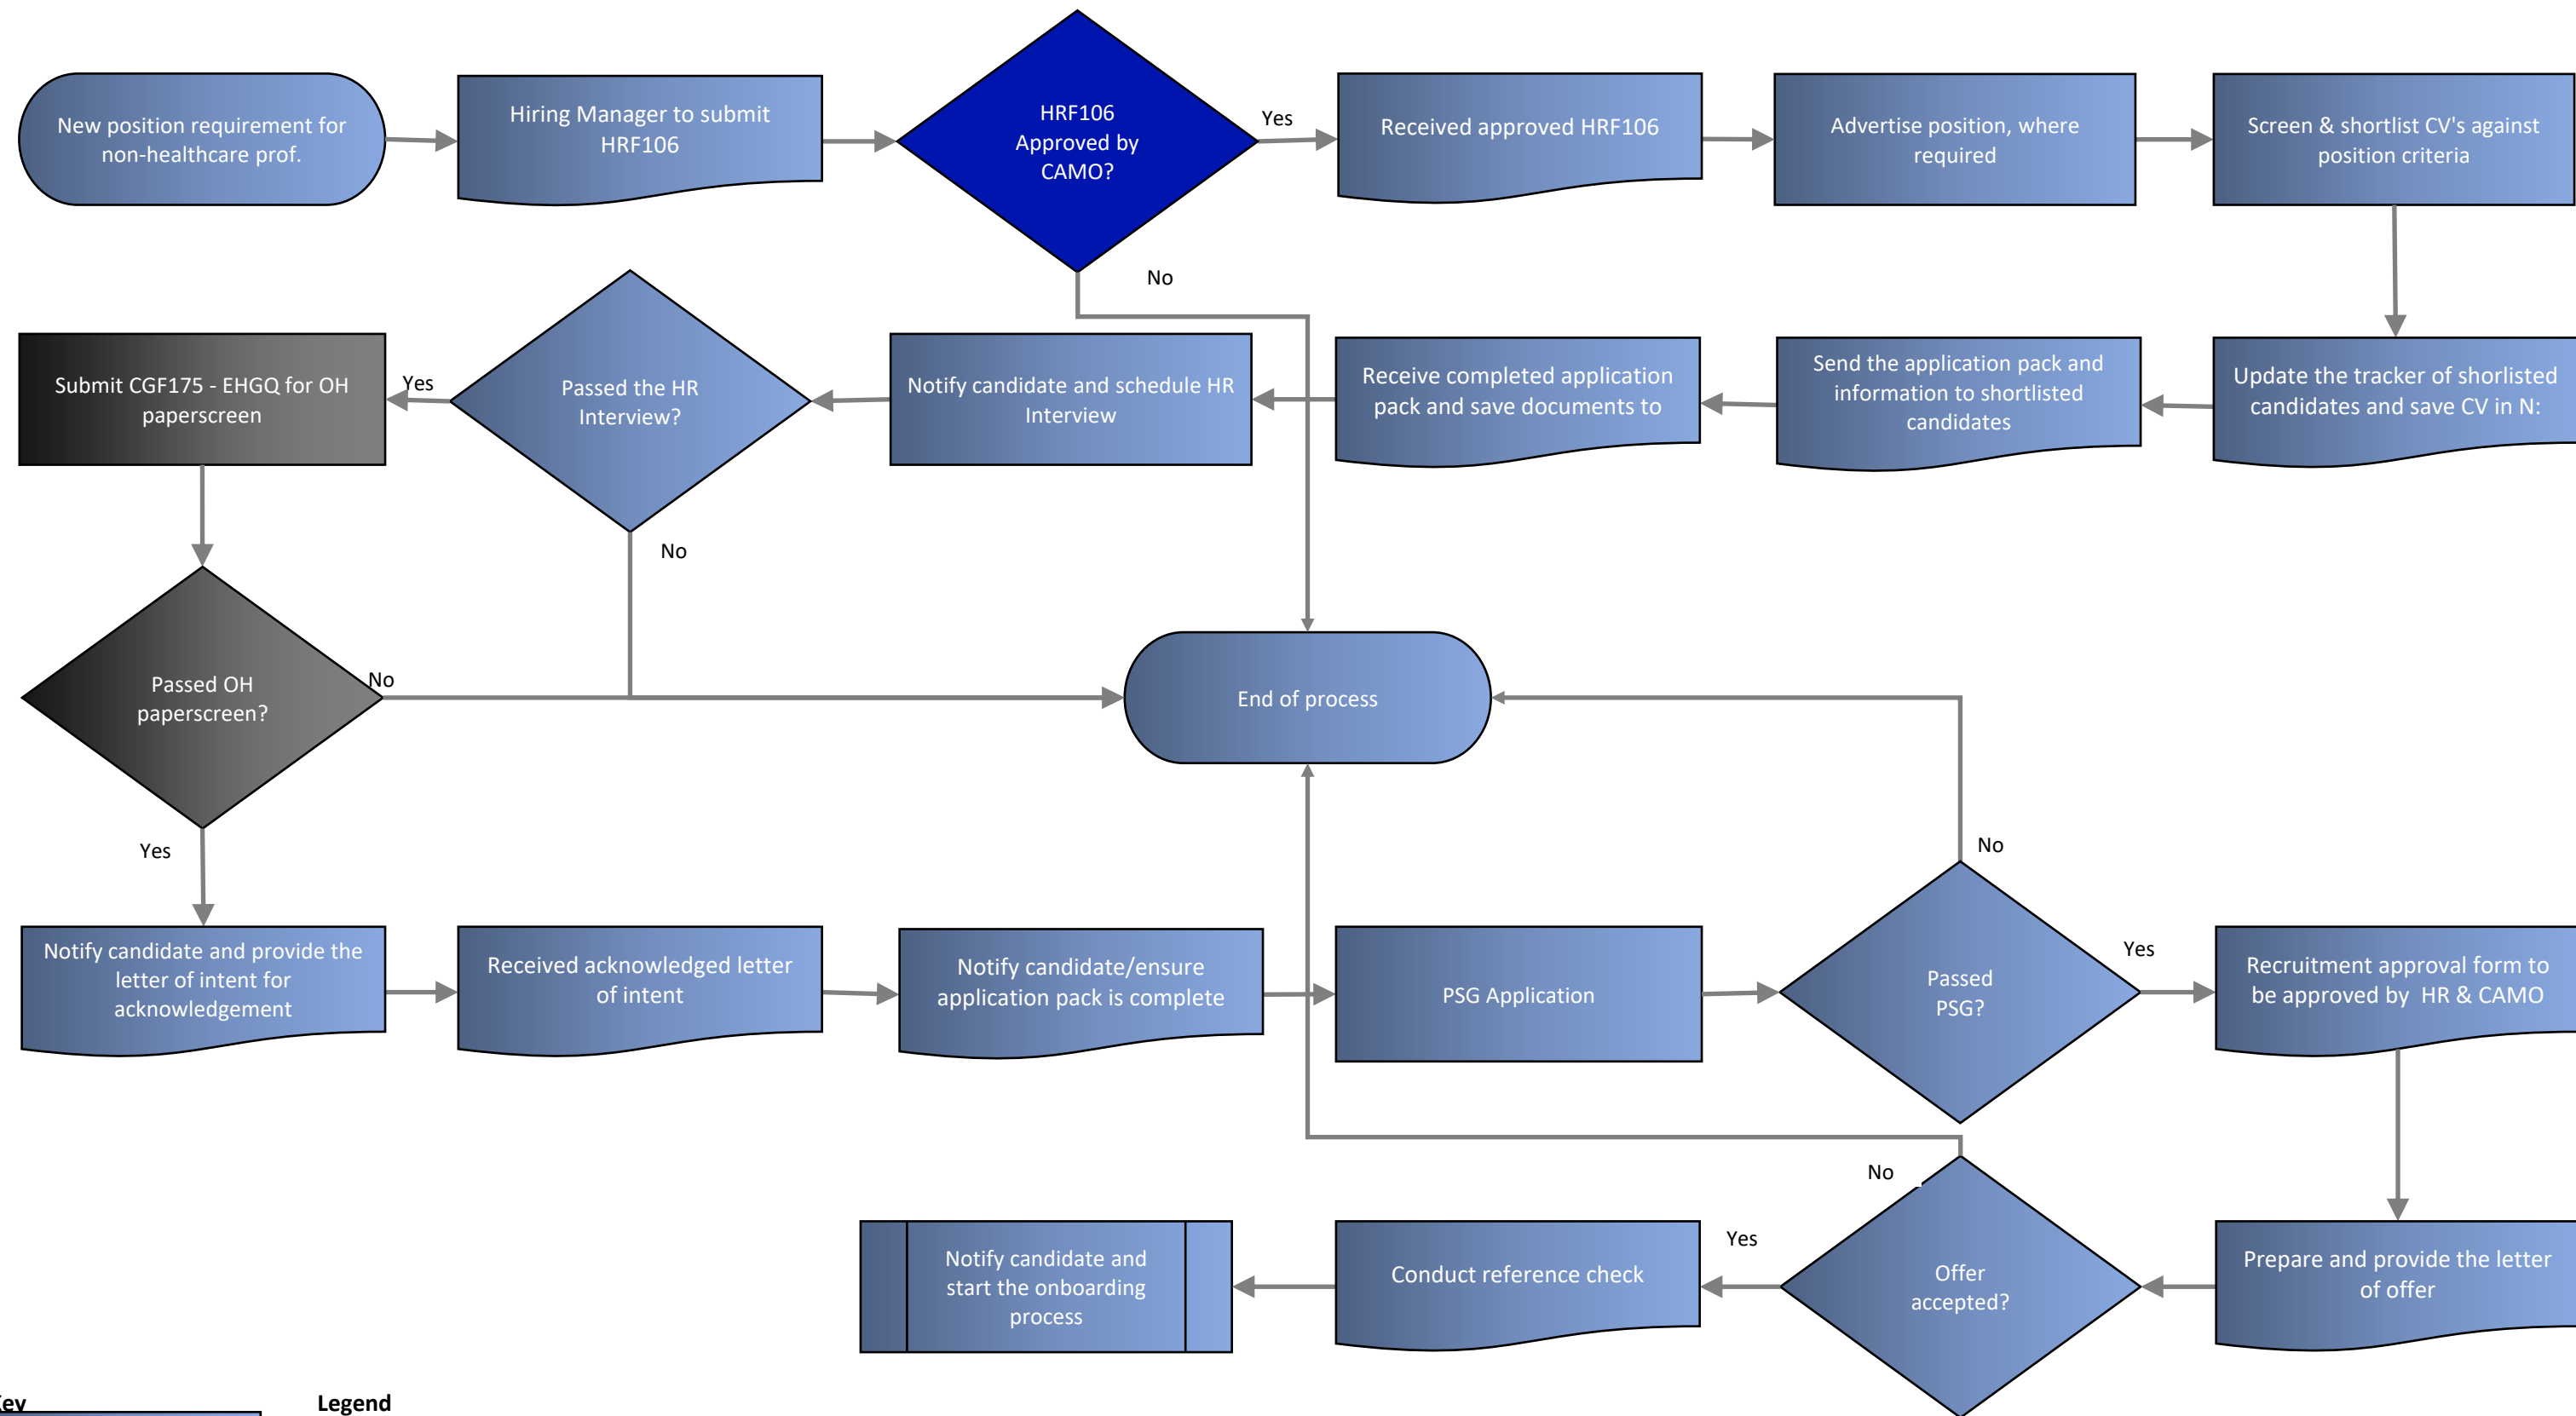 New position requirement for
non-healthcare prof.
Hiring Manager to submit
HRF106
HRF106
Approved by
CAMO?
Yes
No
Received approved HRF106
Advertise position, where
required
Screen & shortlist CV's against
position criteria
Update the tracker of shorlisted
candidates and save CV in N:
Send the application pack and
information to shortlisted
candidates
Receive completed application
pack and save documents to
Notify candidate and schedule HR
Interview
Passed the HR
Interview?
Yes
No
Submit CGF175 - EHGQ for OH
paperscreen
Passed OH
paperscreen?
No
Yes
End of process
Notify candidate and provide the
letter of intent for
acknowledgement
Received acknowledged letter
of intent
Notify candidate/ensure
application pack is complete
PSG Application
Passed
PSG?
No
Yes
Recruitment approval form to
be approved by HR & CAMO
Prepare and provide the letter
of offer
Offer
accepted?
No
Yes
Conduct reference check
Notify candidate and
start the onboarding
process
Key
Legend